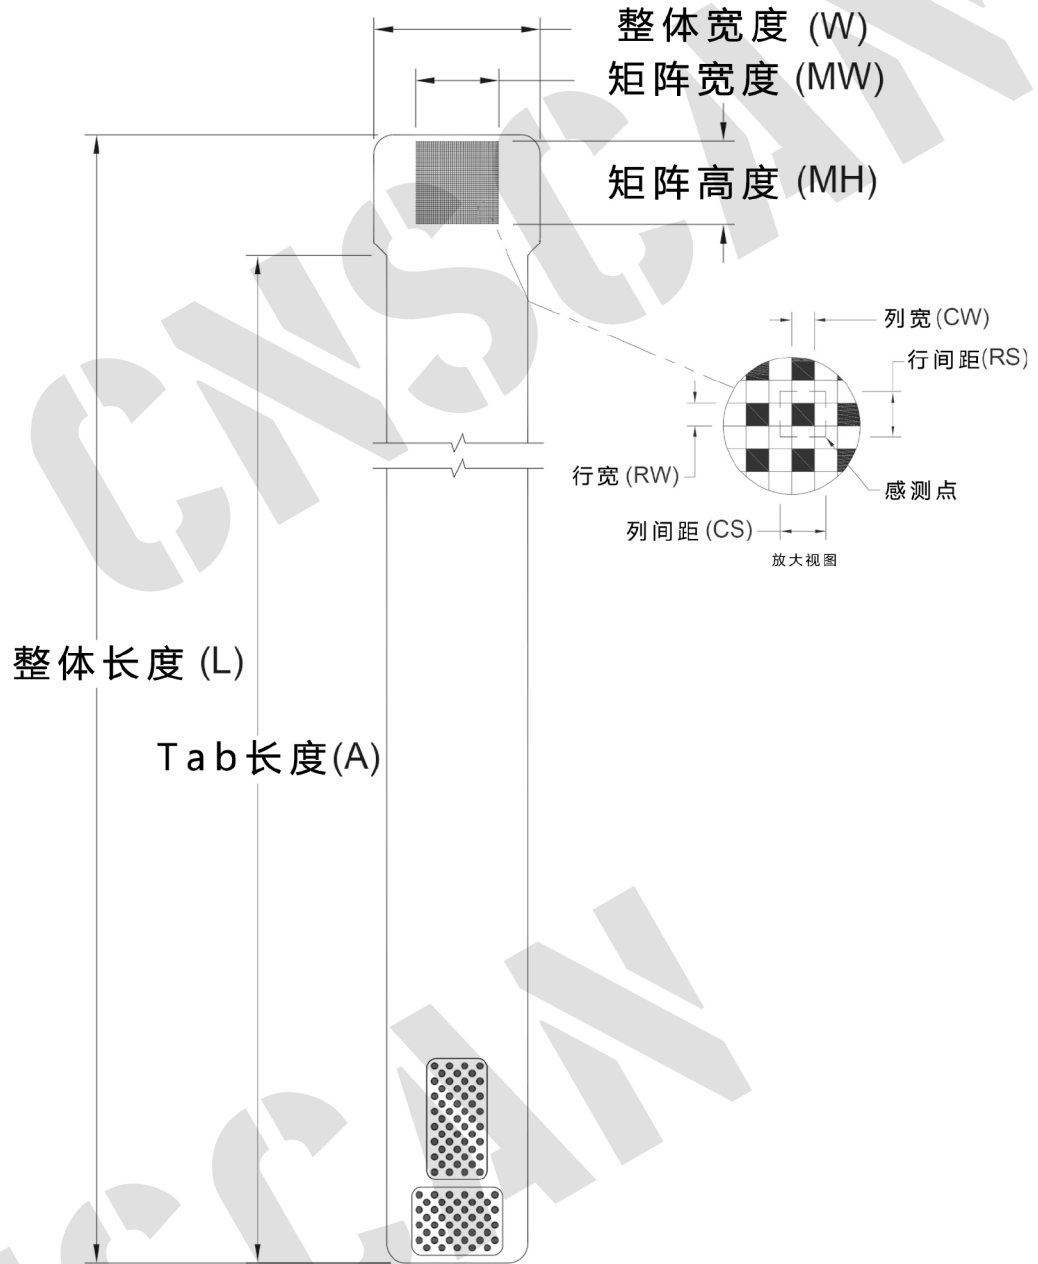 整体宽度 (W)
矩阵宽度 (MW)
矩阵高度 (MH)
列宽(CW)
行间距(RS)
行宽(RW)
感测点
列间距(CS)
放大视图
整体长度(L)
Tab长度(A)
CNSCAN
CNSCAN